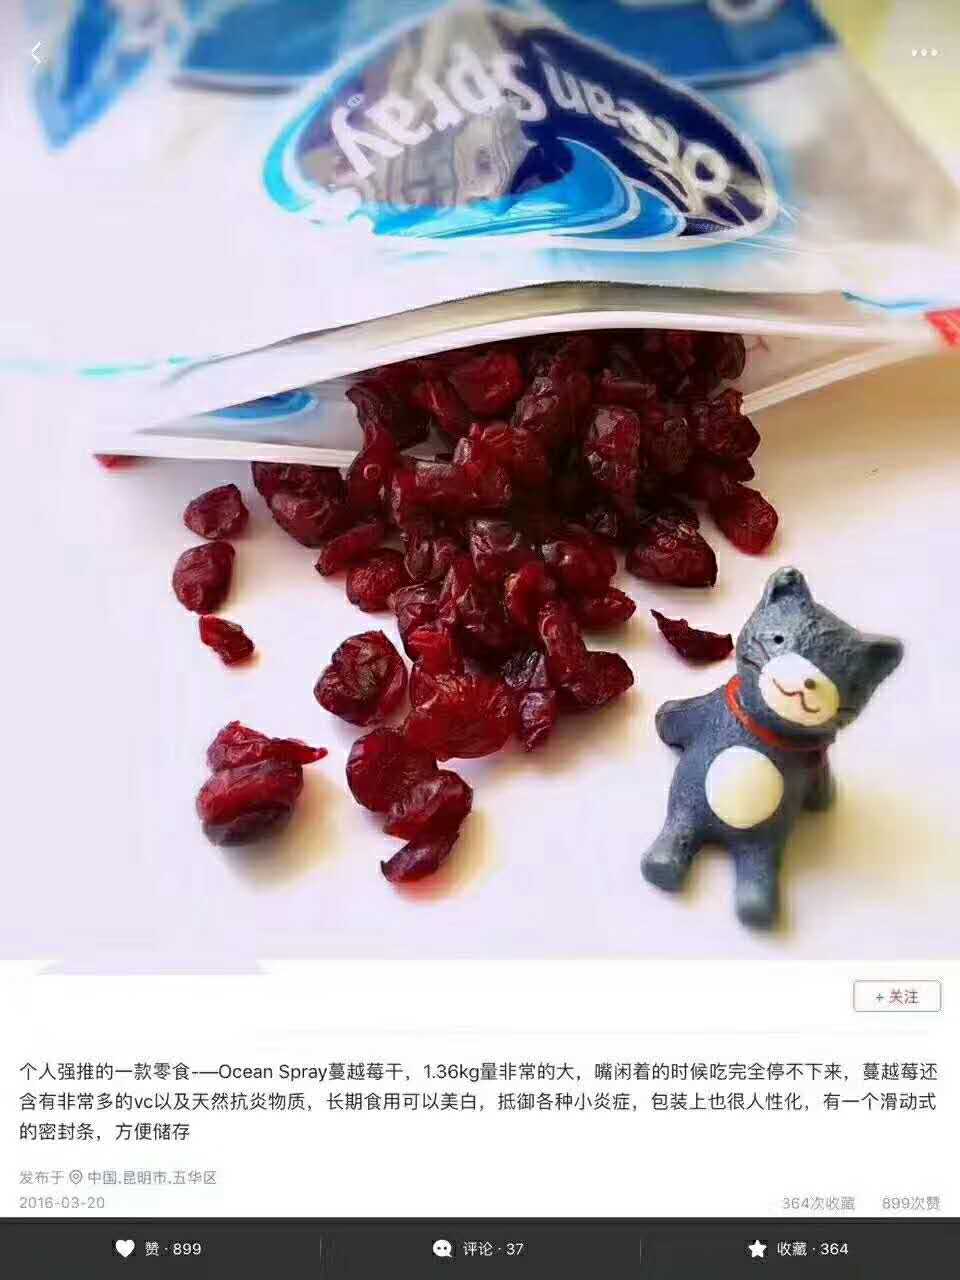 Ocean Spray
+ 关注
个人强推的一款零食-—Ocean Spray蔓越莓干，1.36kg量非常的大，嘴闲着的时候吃完全停不下来，蔓越莓还
含有非常多的vc以及天然抗炎物质，长期食用可以美白，抵御各种小炎症，包装上也很人性化，有一个滑动式
的密封条，方便储存
发布于 中国.昆明市.五华区
2016-03-20 364次收藏 899次赞
赞 · 899 评论 · 37 收藏 · 364